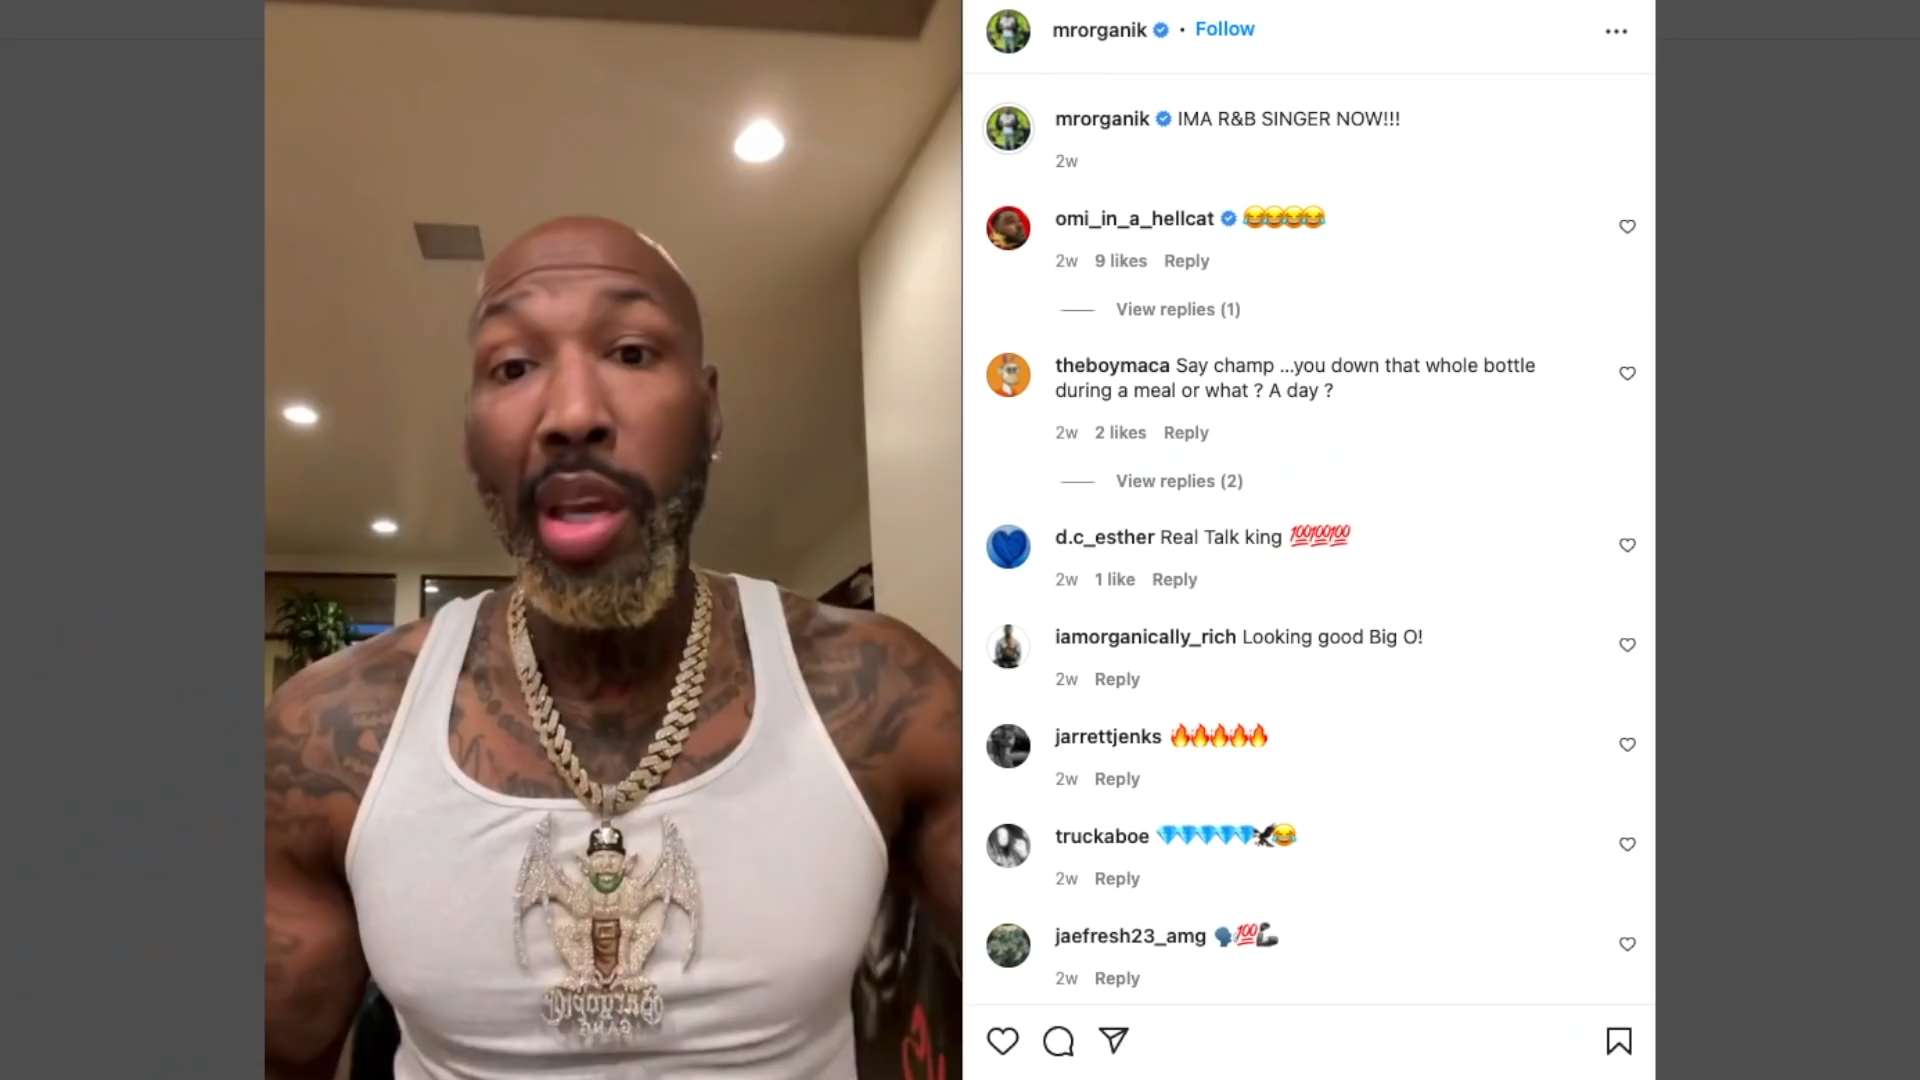 mrorganik • Follow
mrorganik IMA R&B SINGER NOW!!!
2w
omi_in_a_hellcat 😂😂😂😂
2w 9 likes Reply
View replies (1)
theboymaca Say champ ...you down that whole bottle
during a meal or what ? A day ?
2w 2 likes Reply
View replies (2)
d.c_esther Real Talk king 💯💯💯
2w 1 like Reply
iamorganically_rich Looking good Big O!
2w Reply
jarrettjenks 🔥🔥🔥🔥🔥
2w Reply
truckaboe 💎💎💎💎💎🦅😂
2w Reply
jaefresh23_amg 🗣💯💪🏿
2w Reply